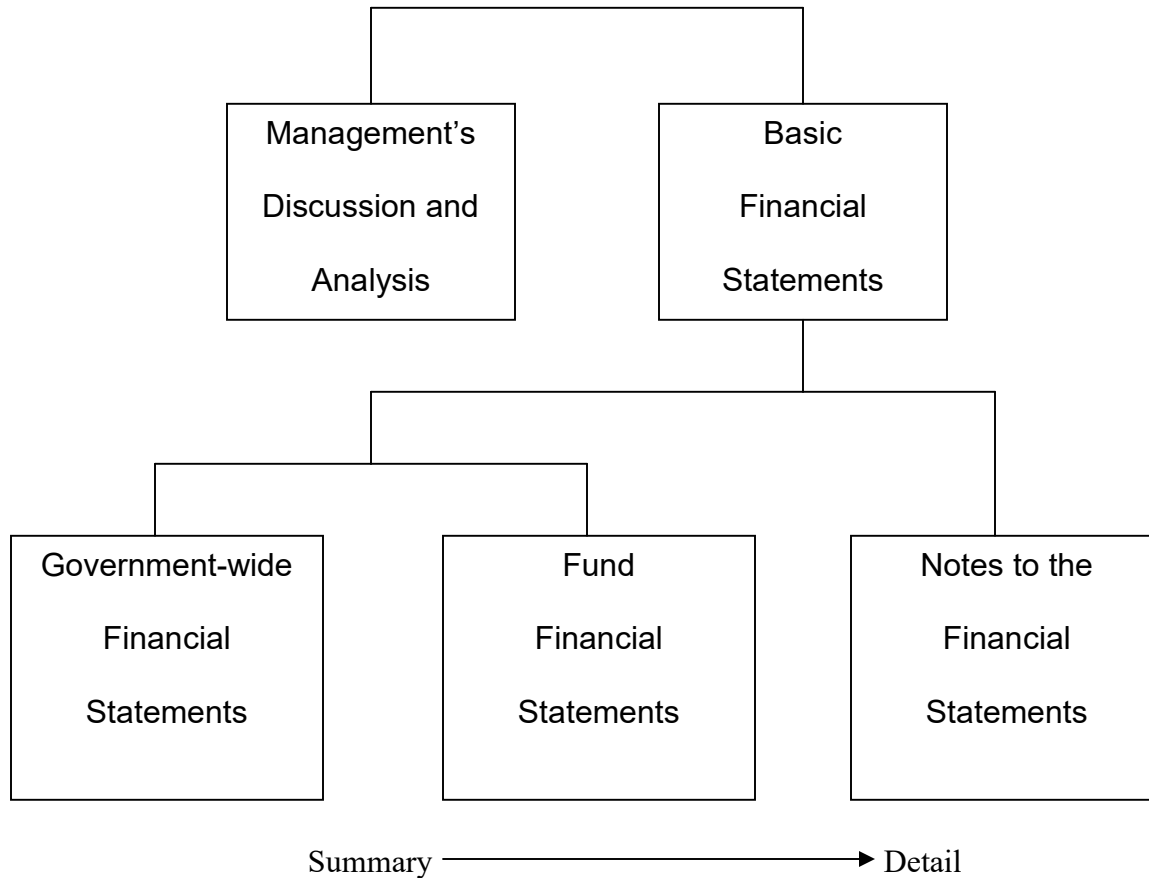 Management’s
Discussion and
Analysis
Basic
Financial
Statements
Government-wide
Financial
Statements
Fund
Financial
Statements
Notes to the
Financial
Statements
Summary
Detail